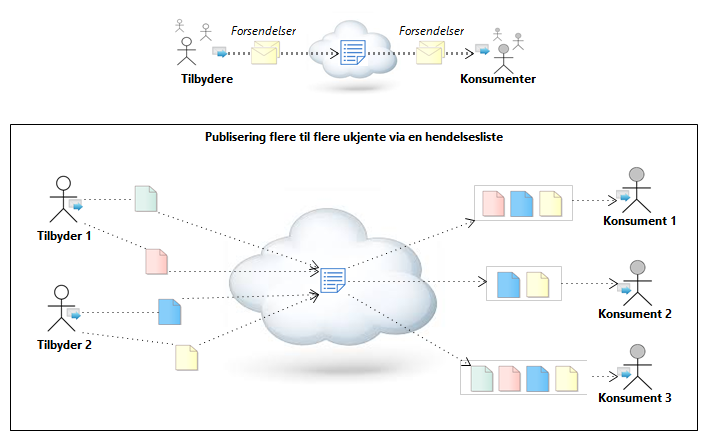 Forsendelser
Forsendelser
Tilbydere
Konsumenter
Publisering flere til flere ukjente via en hendelsesliste
Tilbyder 1
Konsument 1
Tilbyder 2
Konsument 2
Konsument 3